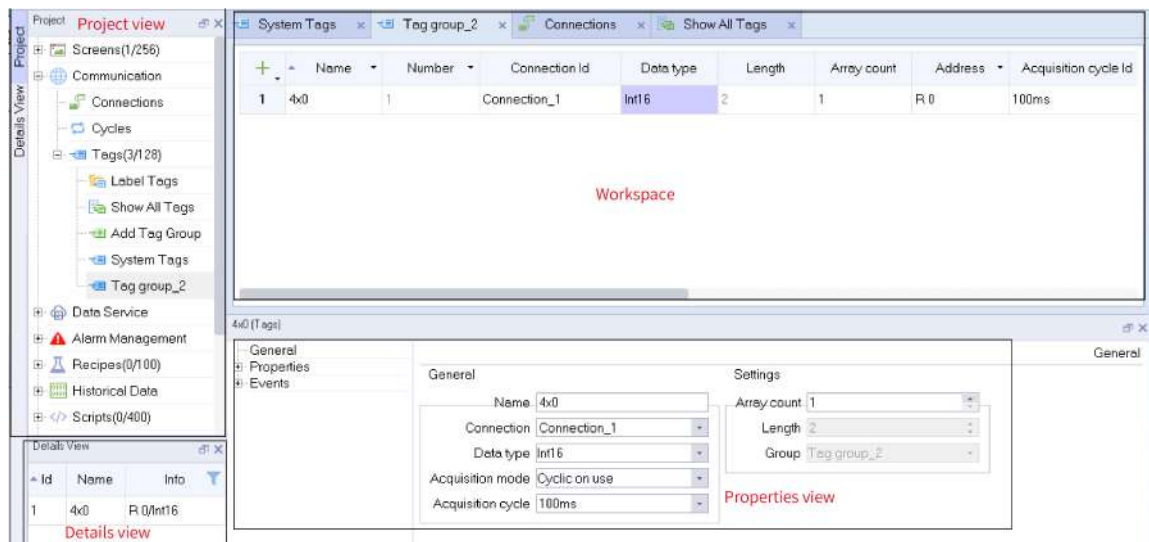 Project
Project view
Project
Details View
Screens(1/256)
Communication
Connections
Cycles
Tags(3/128)
Label Tags
Show All Tags
Add Tag Group
System Tags
Tag group_2
Data Service
Alarm Management
Recipes(0/100)
Historical Data
Scripts(0/400)
Details View
Id Name Info
1 4x0 R 0/Int16
Details view
System Tags Tag group_2 Connections Show All Tags
Name Number Connection Id Data type Length Array count Address Acquisition cycle Id
1 4x0 1 Connection_1 Int16 2 1 R 0 100ms
Workspace
4x0 (Tags)
General
Properties
Events
General
General
Name 4x0
Connection Connection_1
Data type Int16
Acquisition mode Cyclic on use
Acquisition cycle 100ms
Settings
Array count 1
Length 2
Group Tag group_2
Properties view